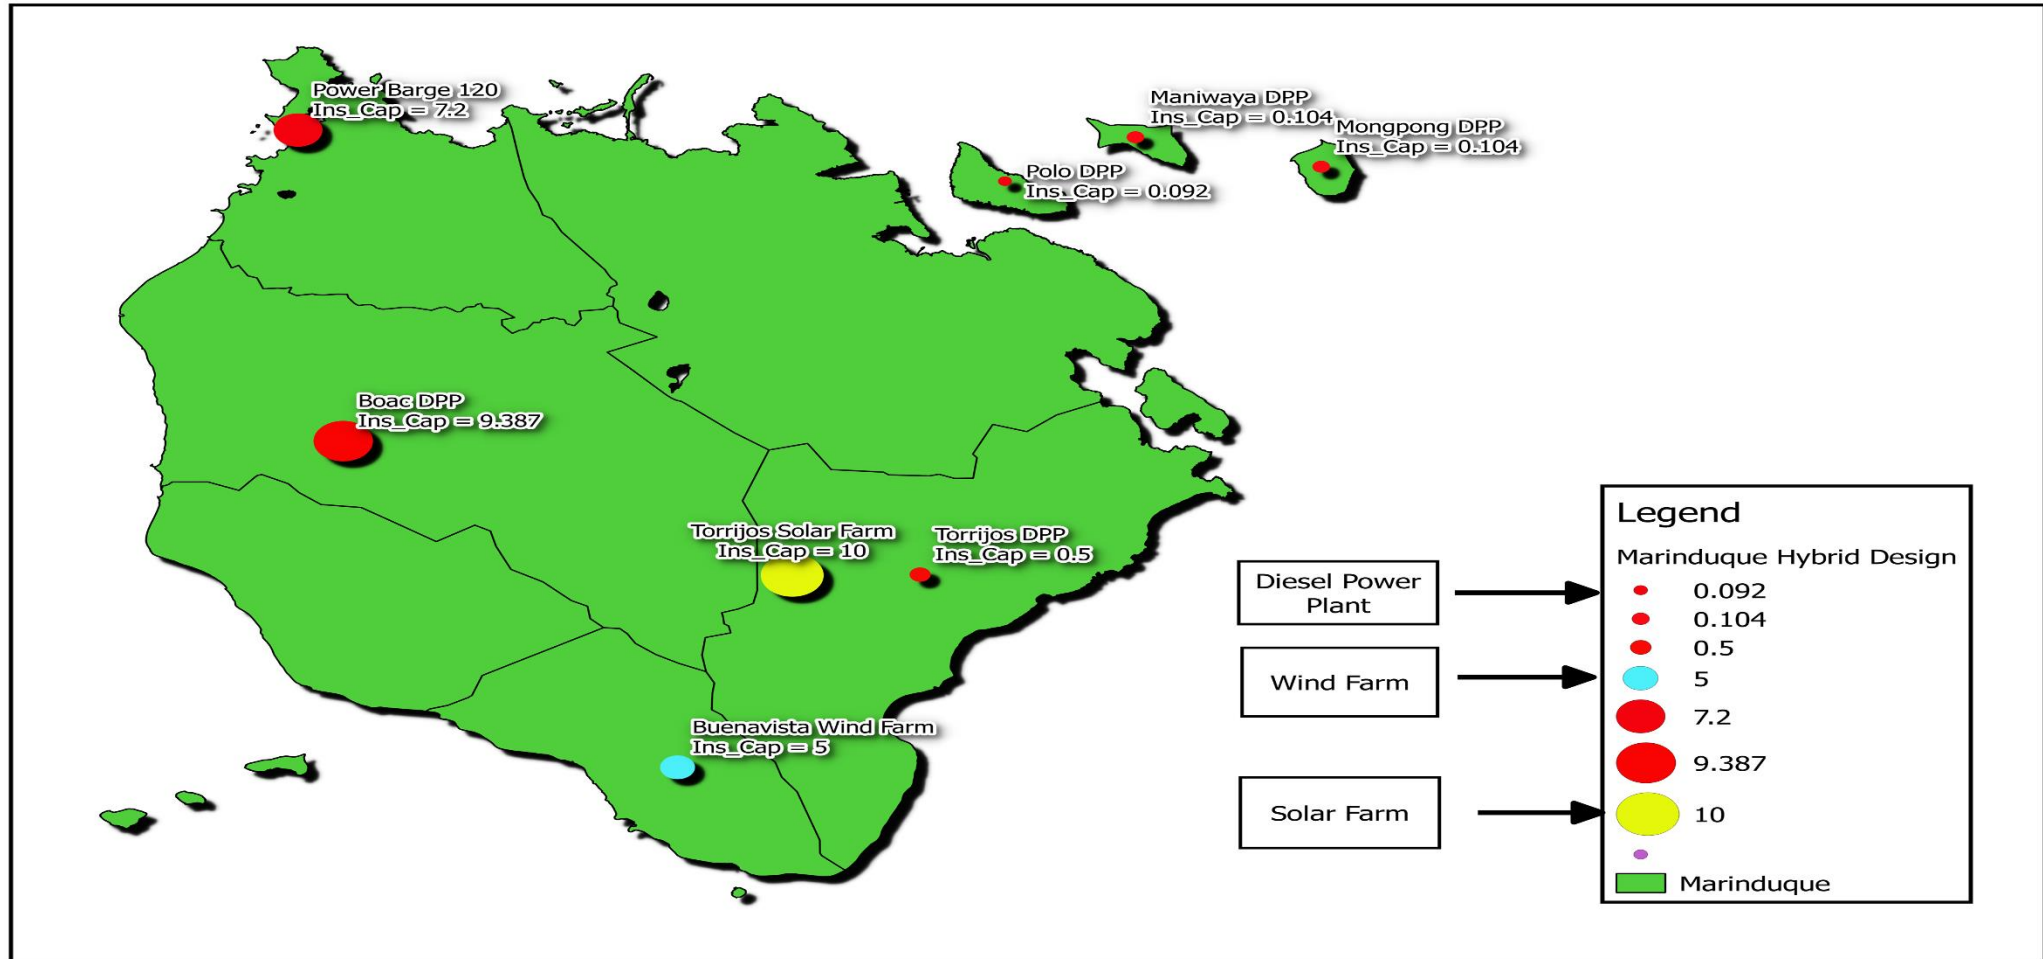 Power Barge 120
Ins_Cap = 7.2
Maniwaya DPP
Ins_Cap = 0.104
Mongpong DPP
Ins_Cap = 0.104
Polo DPP
Ins_Cap = 0.092
Boac DPP
Ins_Cap = 9.387
Torrijos Solar Farm
Ins_Cap = 10
Torrijos DPP
Ins_Cap = 0.5
Buenavista Wind Farm
Ins_Cap = 5
Diesel Power
Plant
Wind Farm
Solar Farm
Legend
Marinduque Hybrid Design
0.092
0.104
0.5
5
7.2
9.387
10
Marinduque